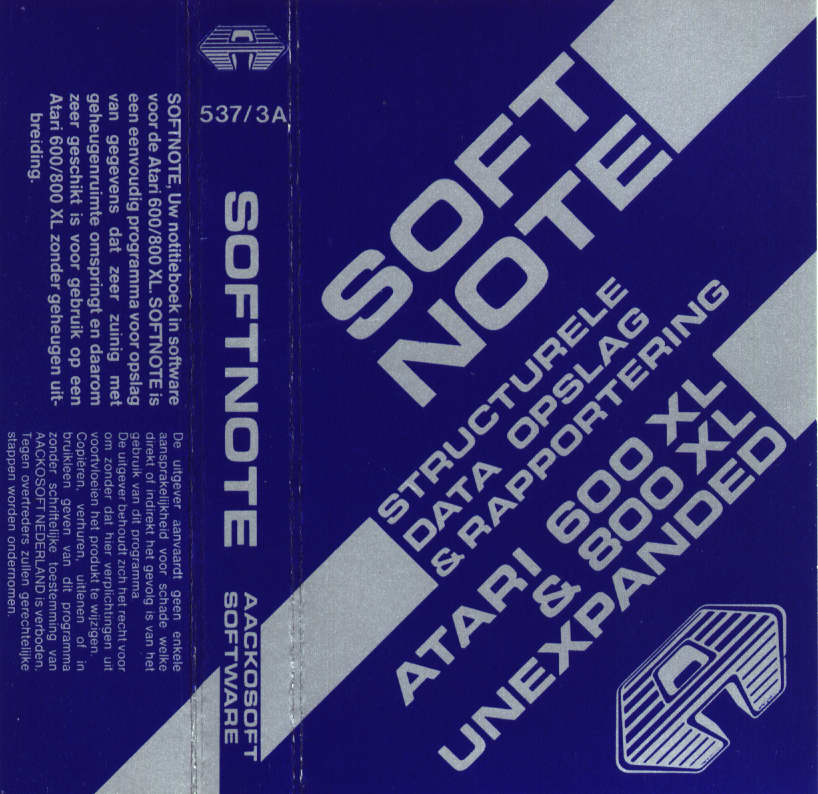 SOFT
NOTE
STRUCTURELE
DATA OPSLAG
& RAPPORTERING
ATARI 600 XL
& 800 XL
UNEXPANDED
537/3A
SOFTNOTE
AACKOSOFT
SOFTWARE
SOFTNOTE, Uw notitieboek in software
voor de Atari 600/800 XL. SOFTNOTE is
een eenvoudig programma voor opslag
van gegevens dat zeer zuinig met
geheugenruimte omspringt en daarom
zeer geschikt is voor gebruik op een
Atari 600/800 XL zonder geheugen uit-
breiding.
De uitgever aanvaardt geen enkele
aansprakelijkheid voor schade welke
direkt of indirekt het gevolg is van het
gebruik van dit programma
De uitgever behoudt zich het recht voor
om zonder dat hier verplichtingen uit
voortvloeien het produkt te wijzigen.
Copiëren, verhuren, uitlenen of in
bruikleen geven van dit programma
zonder schriftelijke toestemming van
AACKOSOFT NEDERLAND is verboden.
Tegen overtreders zullen gerechtelijke
stappen worden ondernomen.